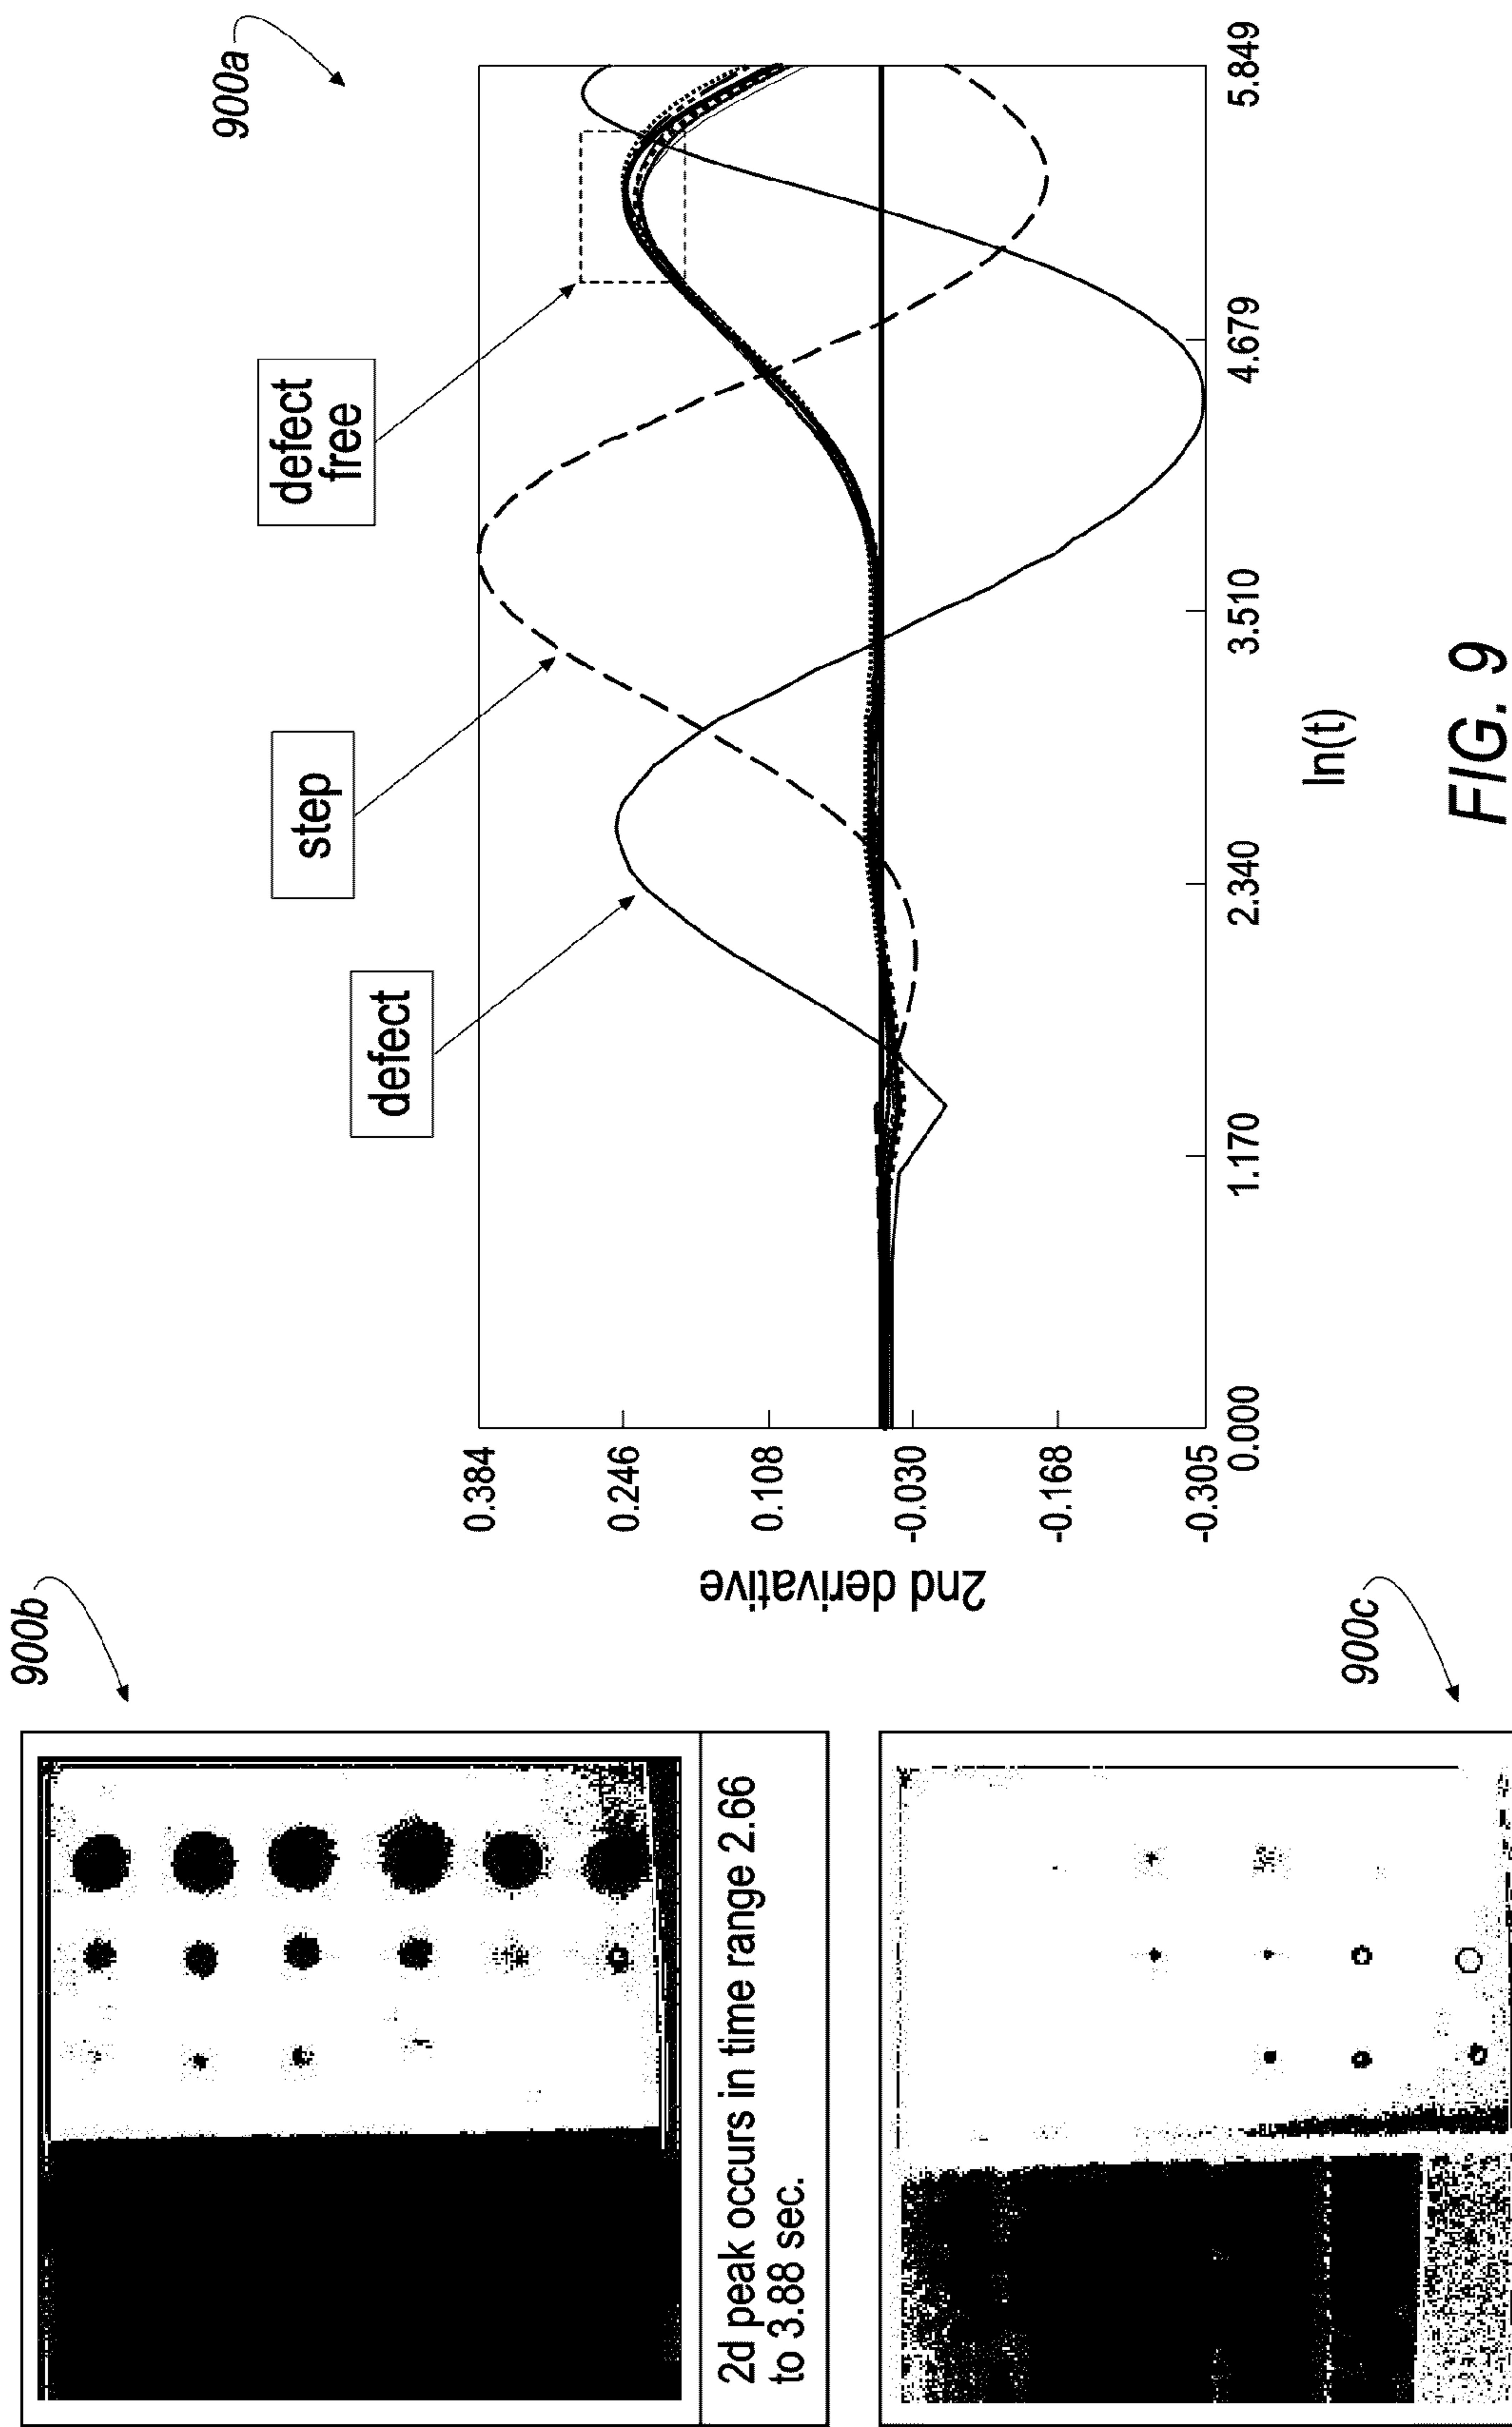 900b
2d peak occurs in time range 2.66
to 3.88 sec.
900c
900a
defect
step
defect
free
2nd derivative
0.384
0.246
0.108
-0.030
-0.168
-0.305
0.000
1.170
2.340
3.510
4.679
5.849
ln(t)
FIG. 9